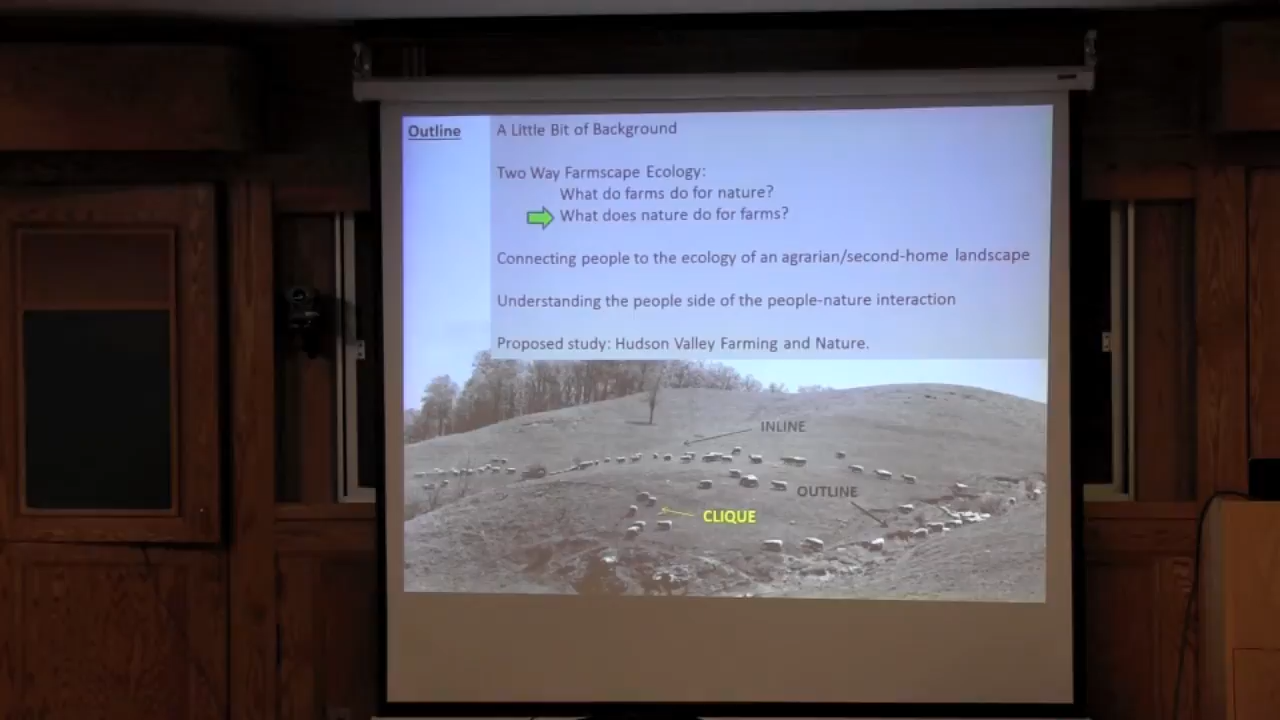 Outline
A Little Bit of Background
Two Way Farmscape Ecology:
What do farms do for nature?
What does nature do for farms?
Connecting people to the ecology of an agrarian/second-home landscape
Understanding the people side of the people-nature interaction
Proposed study: Hudson Valley Farming and Nature.
INLINE
OUTLINE
CLIQUE